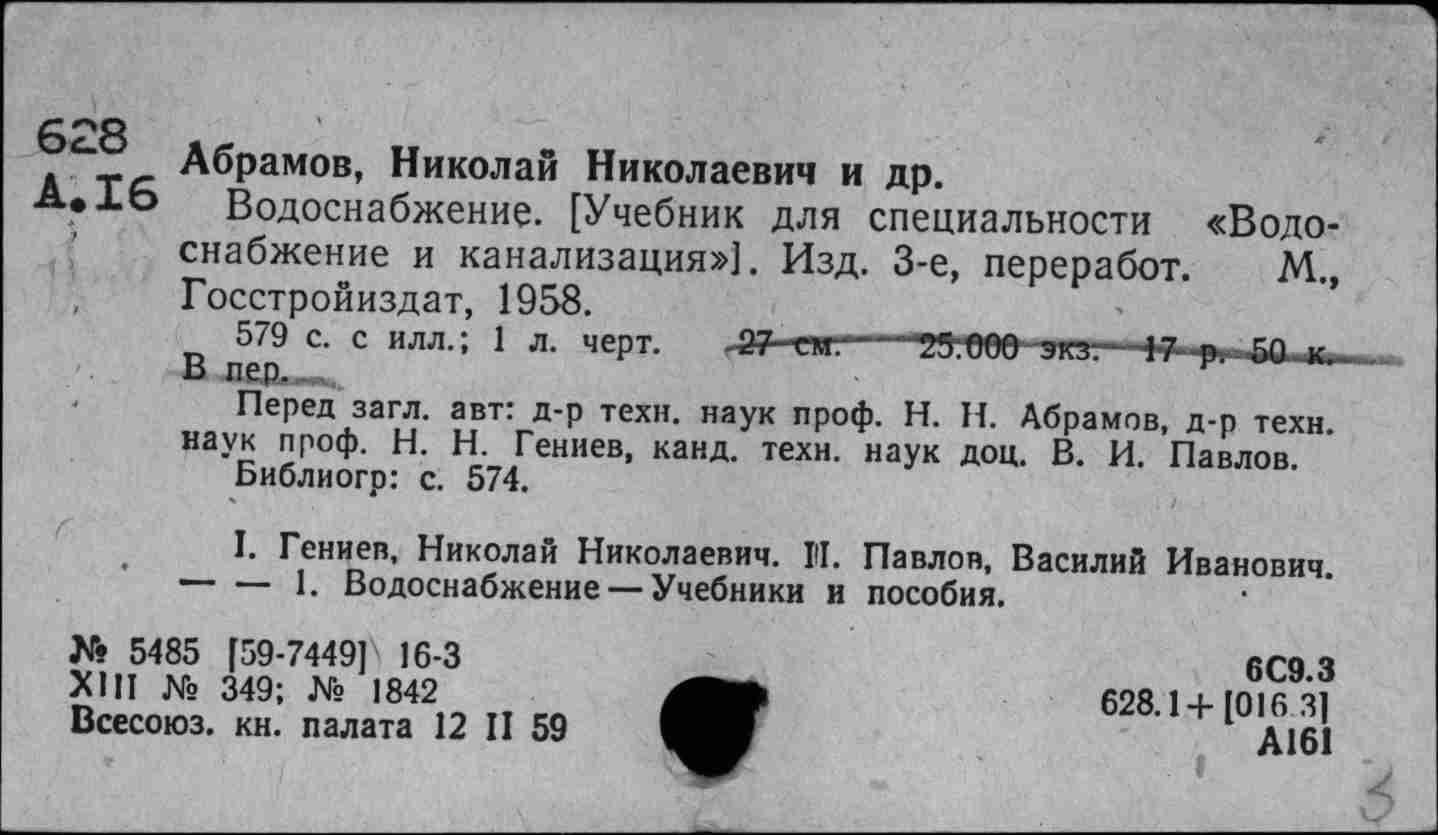 628
А.16
Абрамов, Николай Николаевич и др.
Водоснабжение. [Учебник для специальности «Водо-
снабжение и канализация»]. Изд. 3-е, переработ. М.,
Госстройиздат, 1958.
579 с. с илл.; 1 л. черт. 27 см. 25.000 экз. 17 р. 50 к.
В пер.
Перед загл. авт: д-р техн. наук проф. Н. Н. Абрамов, д-р техн.
наук проф. Н. Н. Гениев, канд. техн. наук доц. В. И. Павлов.
Библиогр: с. 574.
I. Гениев, Николай Николаевич. II. Павлов, Василий Иванович.
— — 1. Водоснабжение — Учебники и пособия.
№ 5485 [59-7449] 16-3
XIII № 349; № 1842
Всесоюз. кн. палата 12 II 59
6С9.3
628.1+[016.3]
А161
3